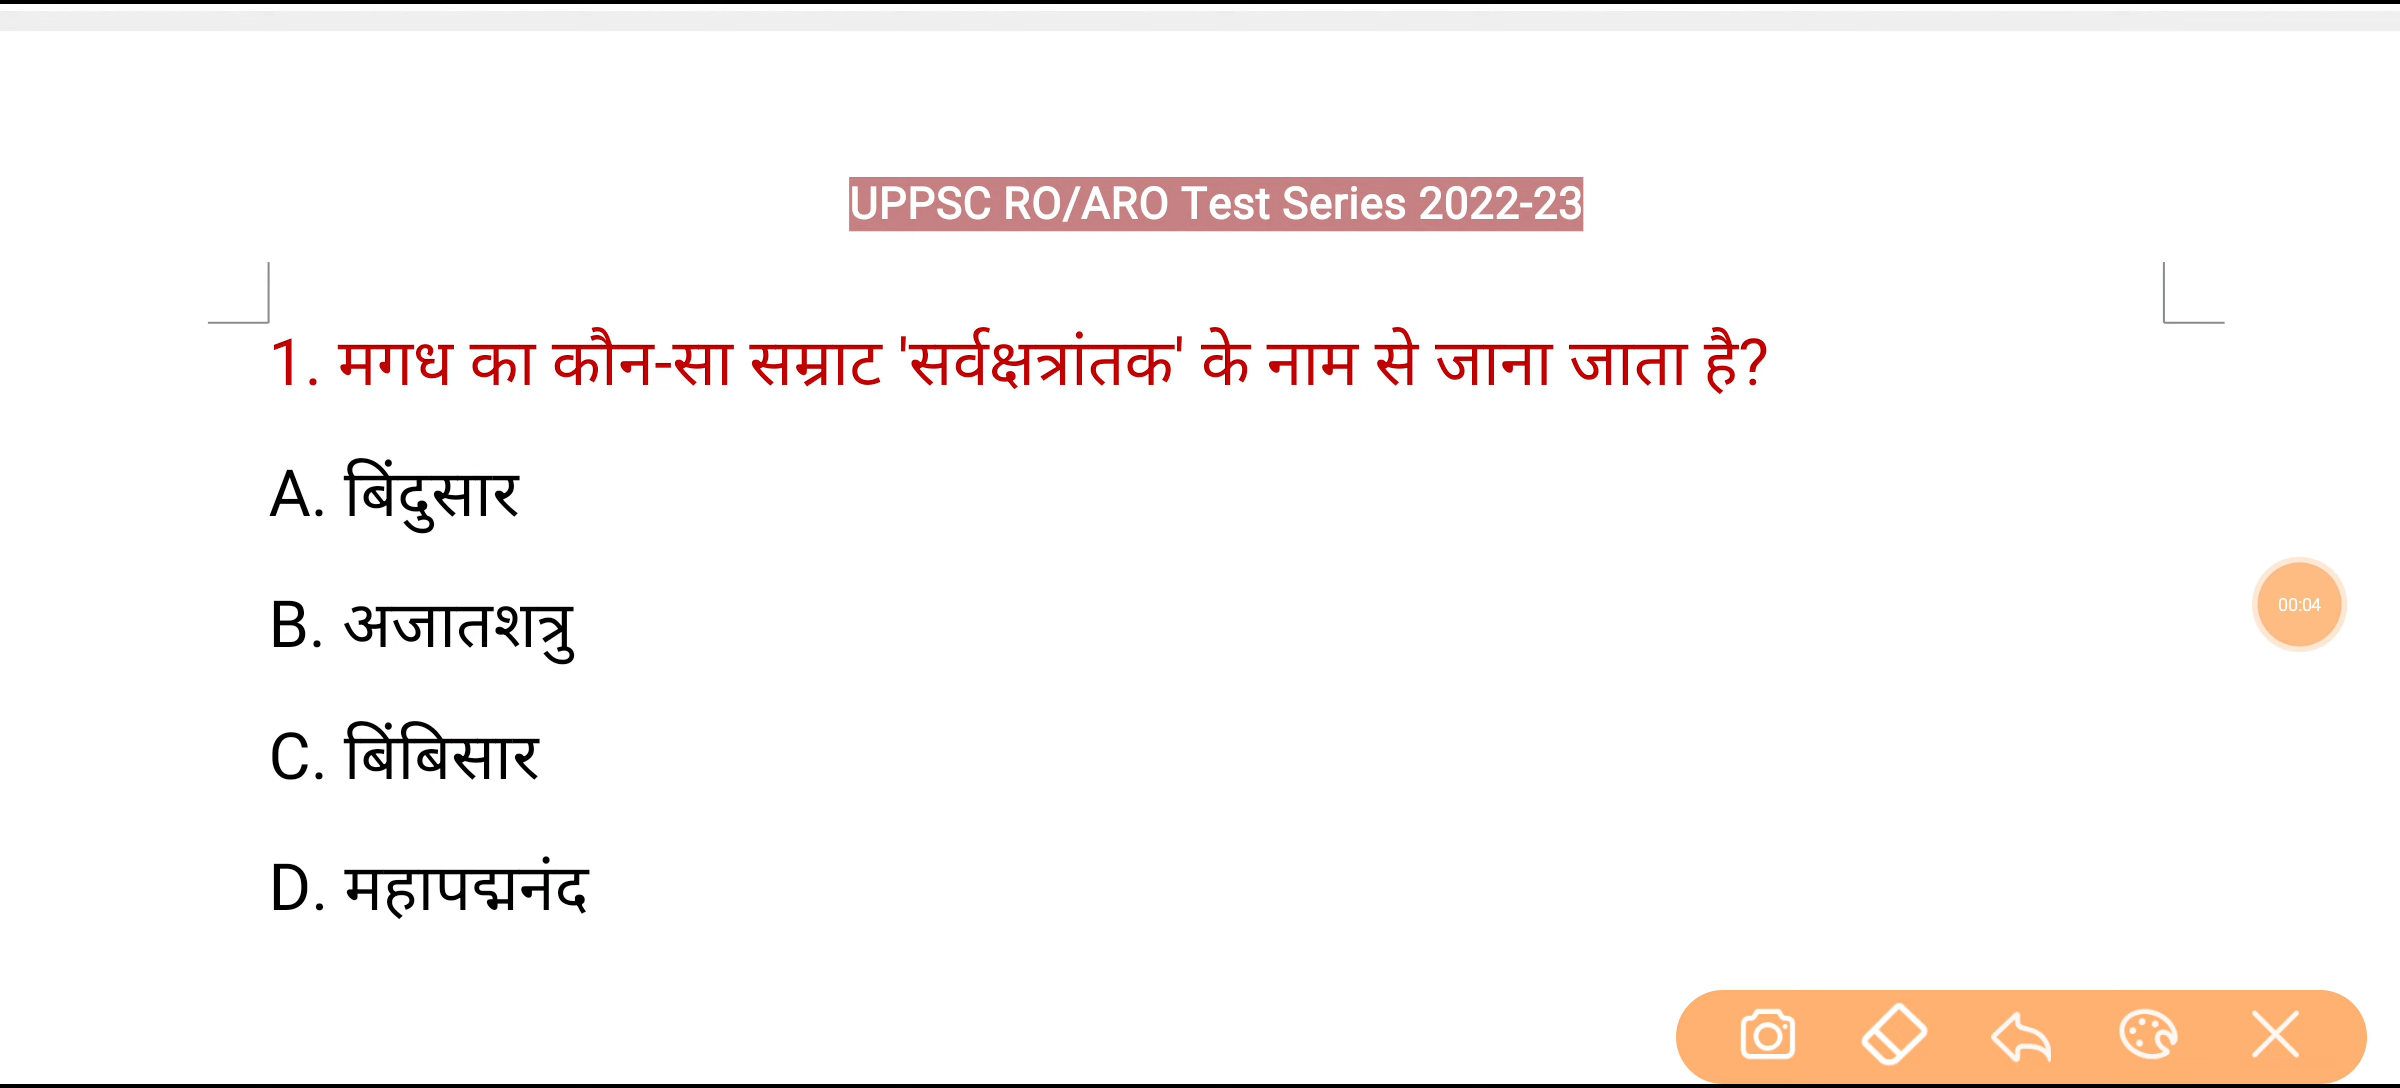 UPPSC RO/ARO Test Series 2022-23
1. मगध का कौन-सा सम्राट 'सर्वक्षत्रांतक' के नाम से जाना जाता है?
A. बिंदुसार
B. अजातशत्रु
00:04
C. बिंबिसार
D. महापद्मनंद